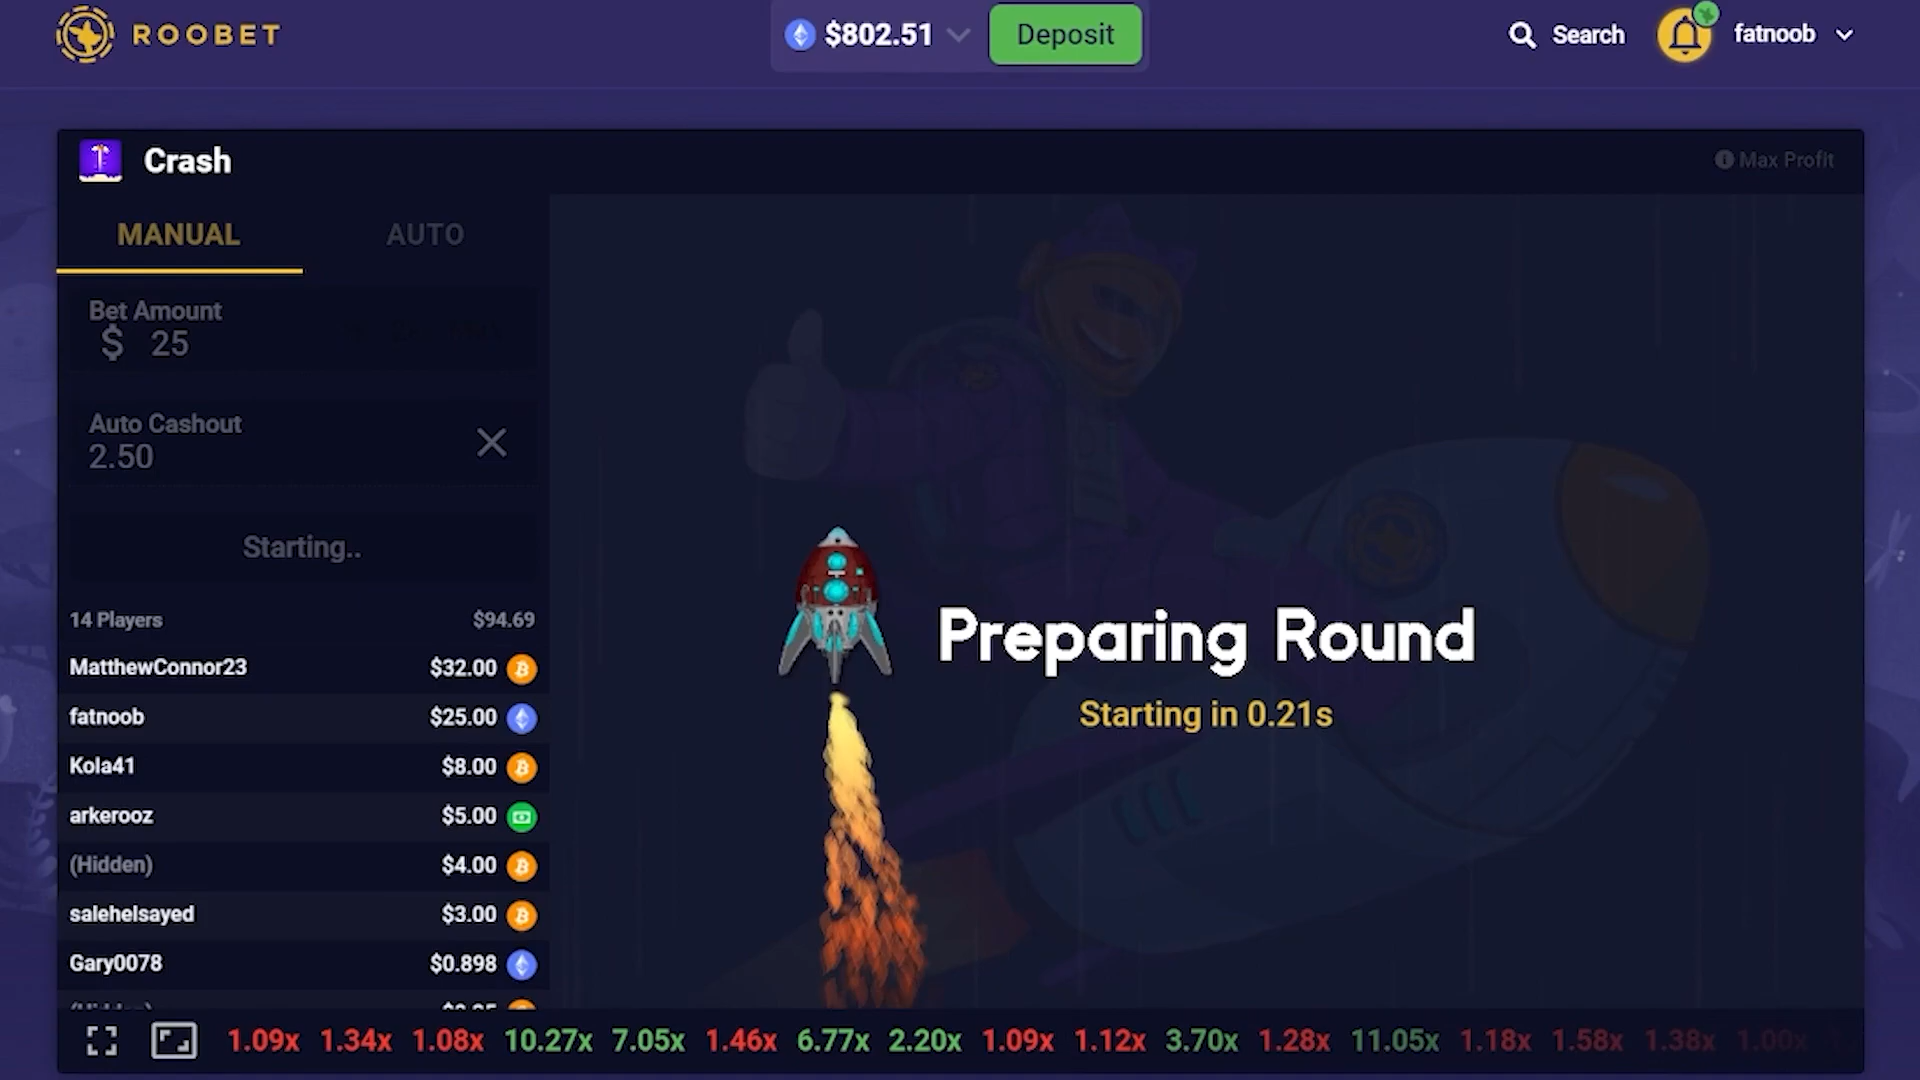 ROOBET
$802.51
Deposit
Search
fatnoob
Crash
Max Profit
MANUAL
AUTO
Bet Amount
$ 25
Auto Cashout
2.50
Starting..
14 Players $94.69
MatthewConnor23 $32.00
fatnoob $25.00
Kola41 $8.00
arkerooz $5.00
(Hidden) $4.00
salehelsayed $3.00
Gary0078 $0.898
(Hidden)
Preparing Round
Starting in 0.21s
1.09x 1.34x 1.08x 10.27x 7.05x 1.46x 6.77x 2.20x 1.09x 1.12x 3.70x 1.28x 11.05x 1.18x 1.58x 1.38x 1.00x